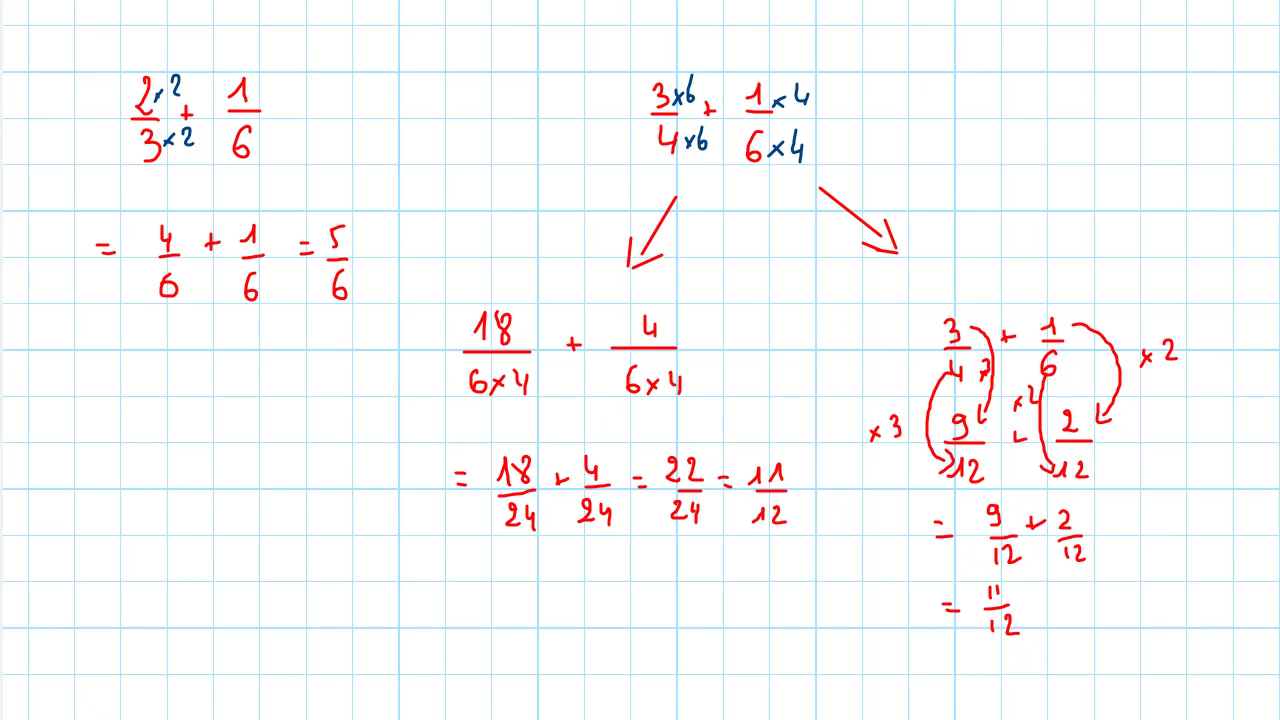 2×2/3×2 + 1/6
= 4/6 + 1/6 = 5/6
3×6/4×6 + 1×4/6×4
18/6×4 + 4/6×4
= 18/24 + 4/24 = 22/24 = 11/12
3/4 + 1/6
×3
×2
×3
×2
9/12 + 2/12
= 9/12 + 2/12
= 11/12